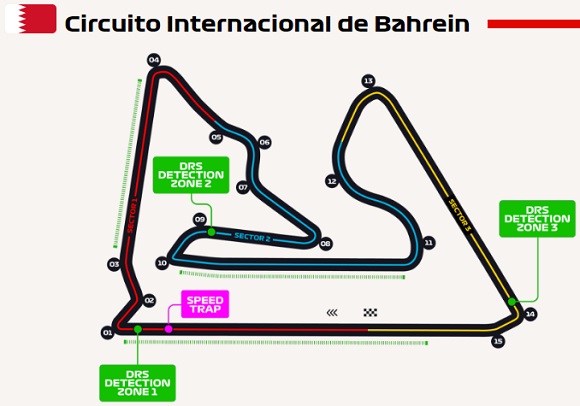 Circuito Internacional de Bahrein
04
13
05
06
DRS
DETECTION
ZONE 2
07
12
SECTOR 1
SECTOR 3
DRS
DETECTION
ZONE 3
09
SECTOR 2
08
11
03
10
02
SPEED
TRAP
14
01
15
DRS
DETECTION
ZONE 1